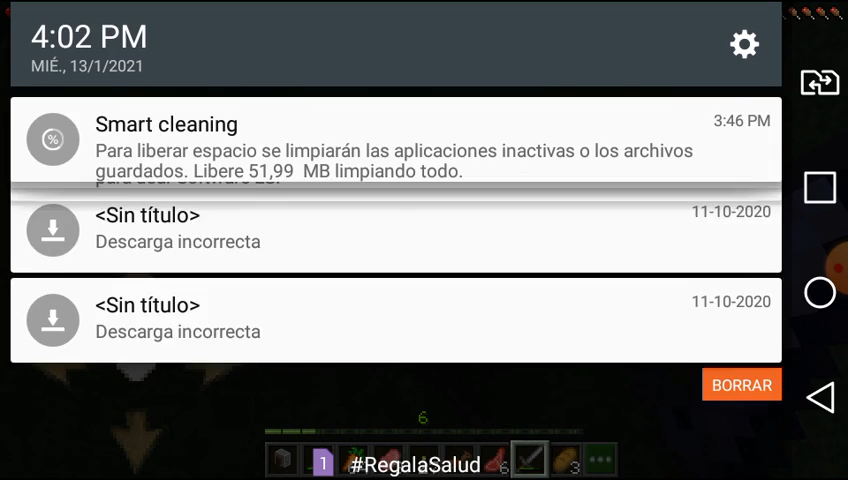 4:02 PM
MIÉ., 13/1/2021
Smart cleaning
3:46 PM
Para liberar espacio se limpiarán las aplicaciones inactivas o los archivos
guardados. Libere 51,99 MB limpiando todo.
<Sin título>
11-10-2020
Descarga incorrecta
<Sin título>
11-10-2020
Descarga incorrecta
BORRAR
6
1 #RegalaSalud
6
3